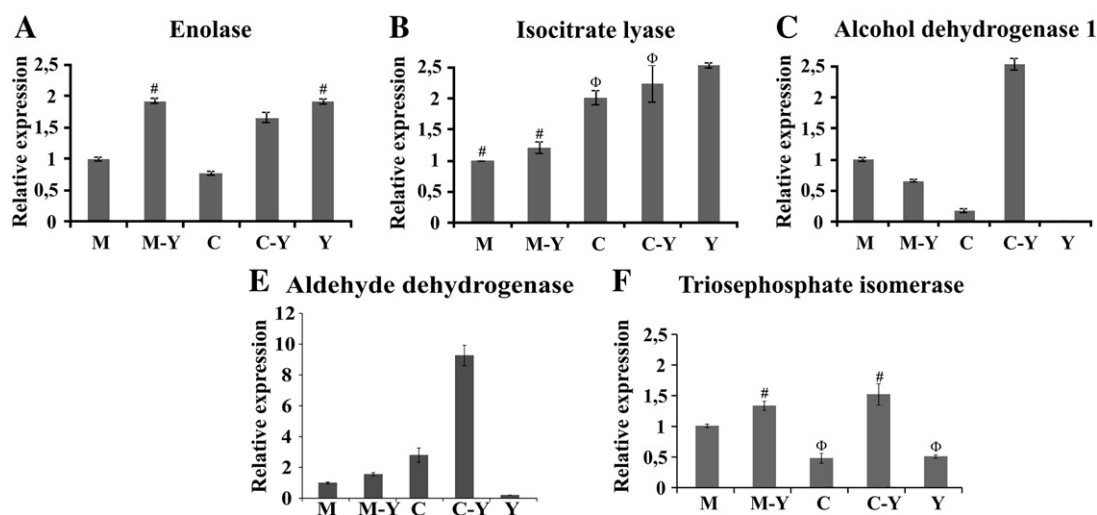 A Enolase
Relative expression
2,5
2
1,5
1
0,5
0
# #
M M-Y C C-Y Y
B Isocitrate lyase
Relative expression
2,5
2
1,5
1
0,5
0
# # Φ Φ
M M-Y C C-Y Y
C Alcohol dehydrogenase 1
Relative expression
2,5
2
1,5
1
0,5
0
M M-Y C C-Y Y
E Aldehyde dehydrogenase
Relative expression
12
10
8
6
4
2
0
M M-Y C C-Y Y
F Triosephosphate isomerase
Relative expression
2,5
2
1,5
1
0,5
0
# Φ # Φ
M M-Y C C-Y Y